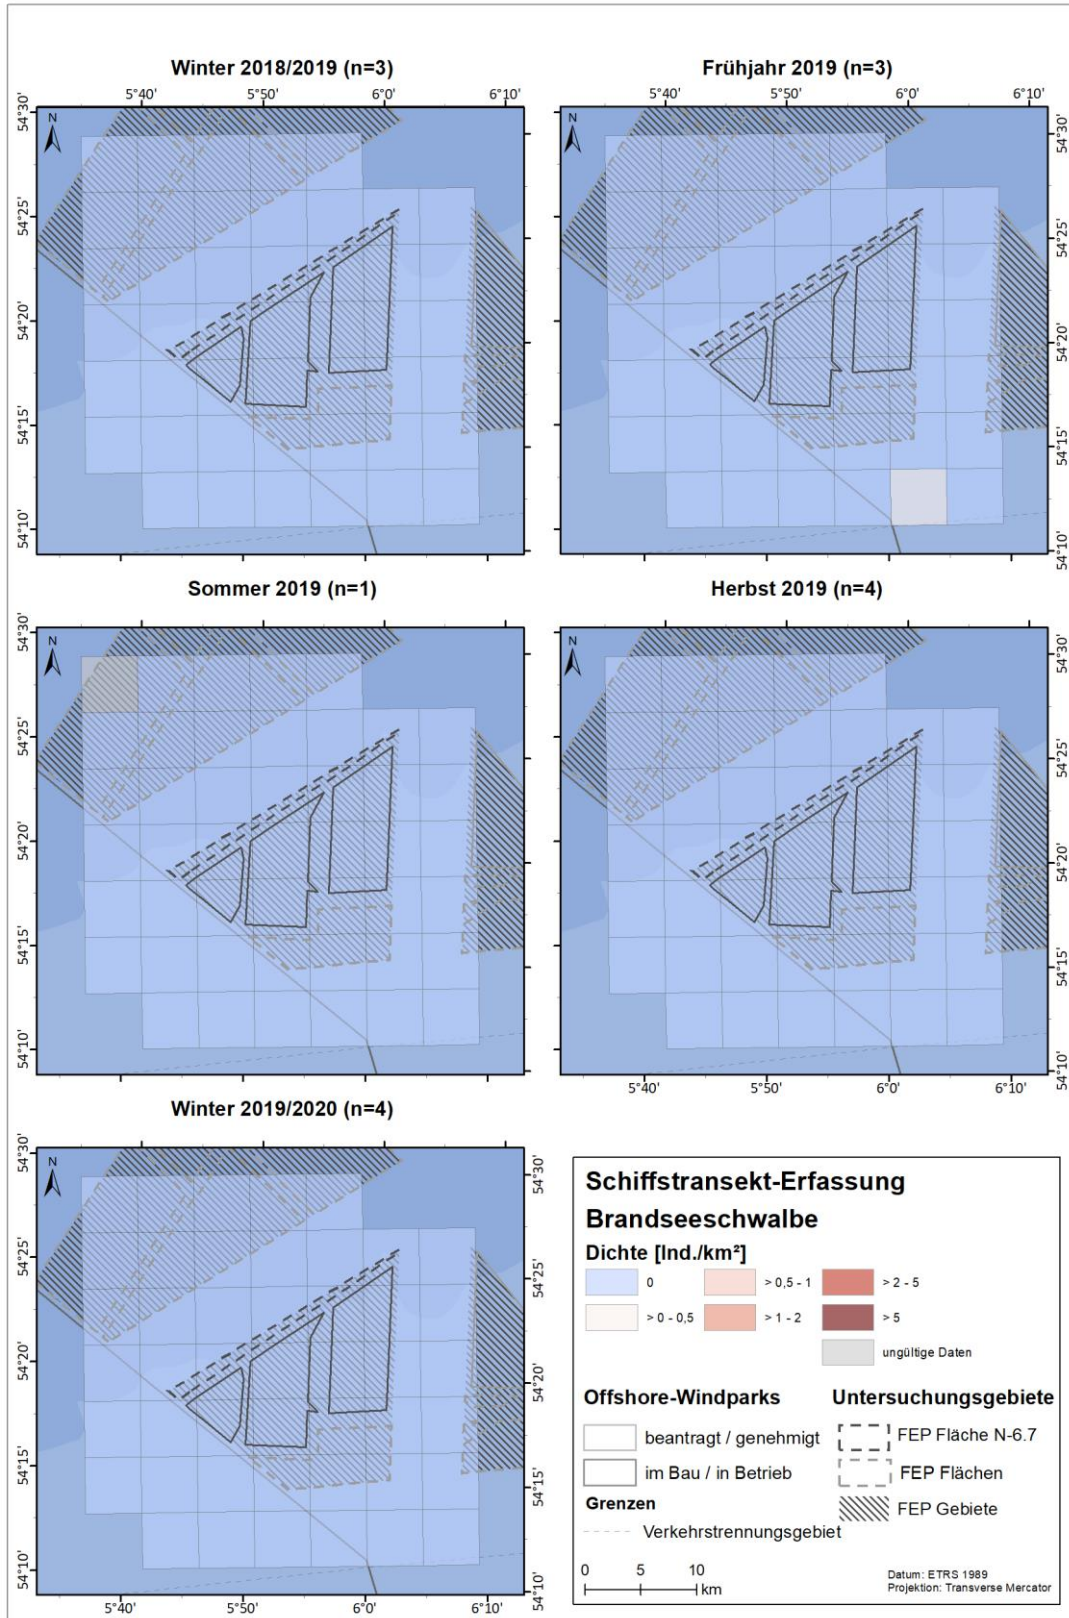 Winter 2018/2019 (n=3)
5°40' 5°50' 6°0' 6°10'
N
54°30'
54°25'
54°20'
54°15'
54°10'
Frühjahr 2019 (n=3)
5°40' 5°50' 6°0' 6°10'
N
54°30'
54°25'
54°20'
54°15'
54°10'
Sommer 2019 (n=1)
N
54°30'
54°25'
54°20'
54°15'
54°10'
5°50' 6°0' 6°10'
Herbst 2019 (n=4)
N
54°30'
54°25'
54°20'
54°15'
54°10'
5°40' 5°50' 6°0' 6°10'
Winter 2019/2020 (n=4)
N
54°30'
54°25'
54°20'
54°15'
54°10'
54°30'
54°25'
54°20'
54°15'
54°10'
5°40' 5°50' 6°0' 6°10'
Schiffstransekt-Erfassung
Brandseeschwalbe
Dichte [Ind./km²]
0
> 0 - 0,5
> 0,5 - 1
> 1 - 2
> 2 - 5
> 5
ungültige Daten
Offshore-Windparks
beantragt / genehmigt
im Bau / in Betrieb
Grenzen
Verkehrstrennungsgebiet
Untersuchungsgebiete
FEP Fläche N-6.7
FEP Flächen
FEP Gebiete
0 5 10
km
Datum: ETRS 1989
Projektion: Transverse Mercator